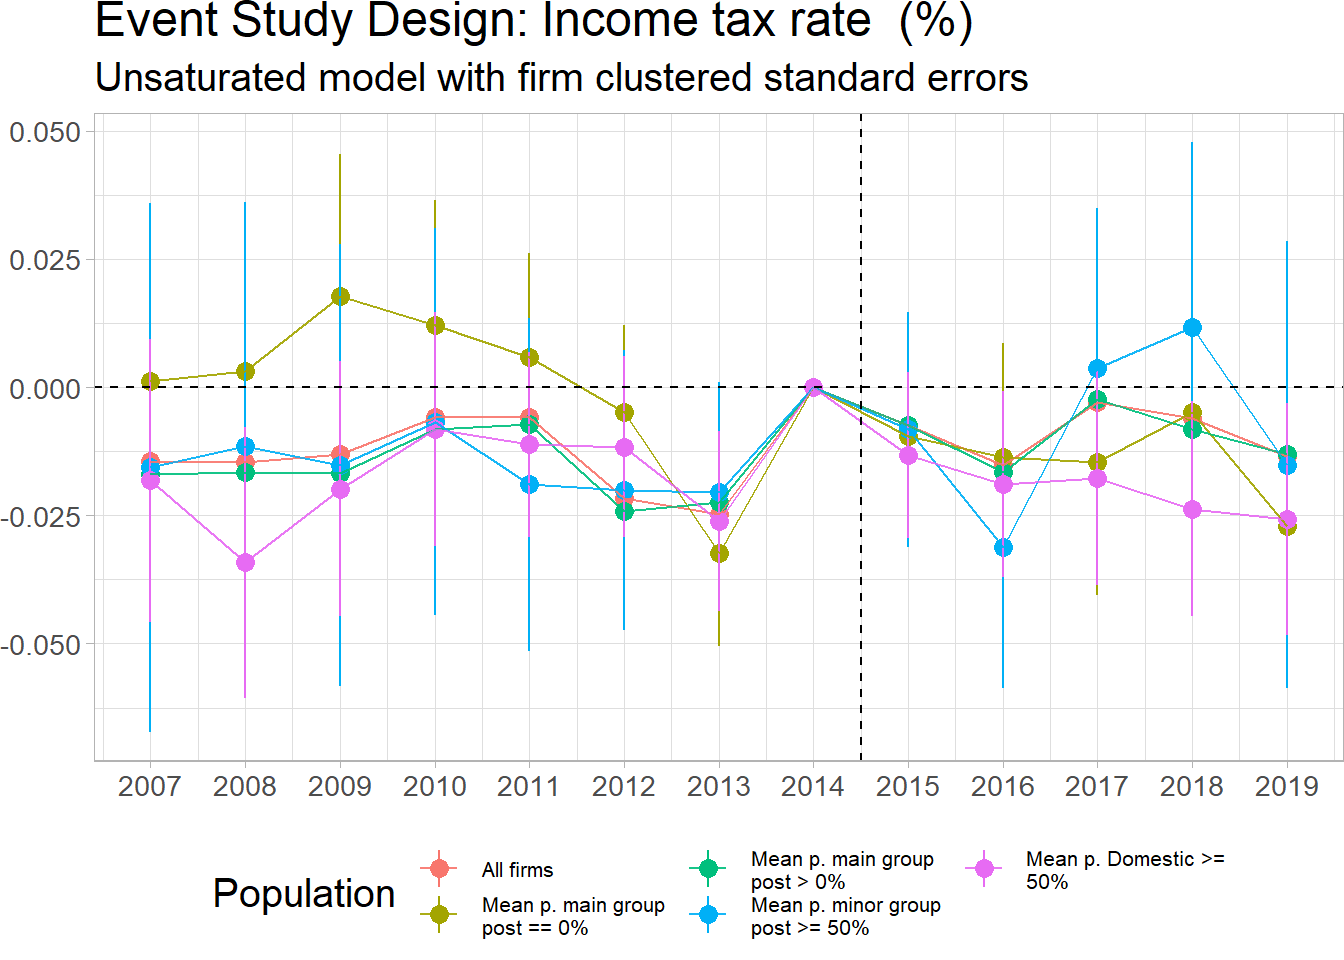 Event Study Design: Income tax rate  (%)
Unsaturated model with firm clustered standard errors
0.050
0.025
0.000
-0.025
-0.050
2007 2008 2009 2010 2011 2012 2013 2014 2015 2016 2017 2018 2019
Population
All firms
Mean p. main group
post == 0%
Mean p. main group
post > 0%
Mean p. minor group
post >= 50%
Mean p. Domestic >=
50%